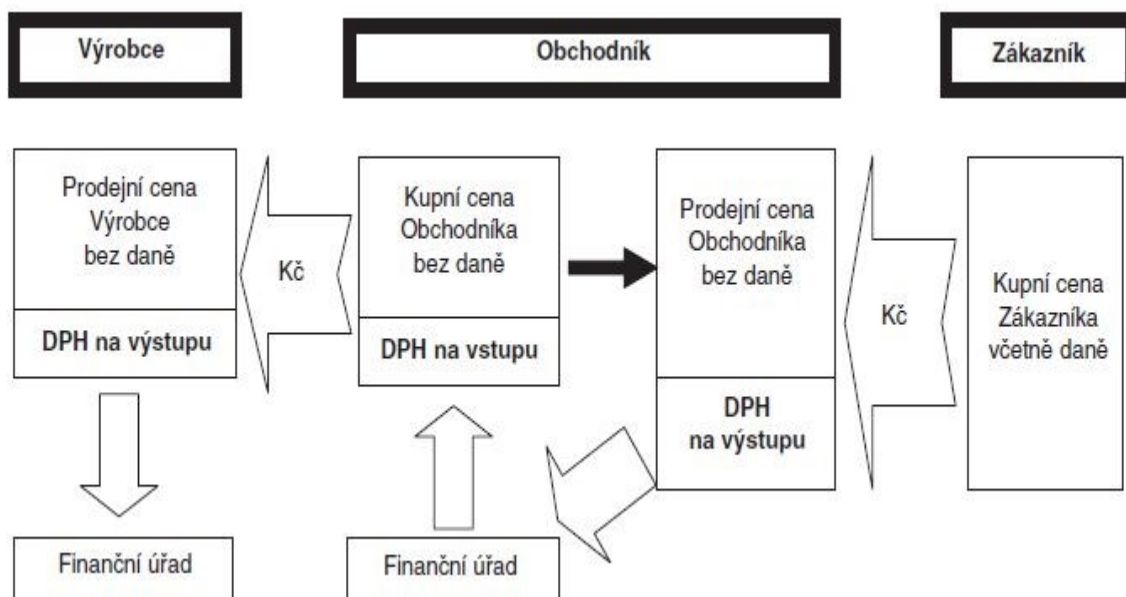 Výrobce
Obchodník
Zákazník
Prodejní cena
Výrobce
bez daně
DPH na výstupu
Kč
Kupní cena
Obchodníka
bez daně
DPH na vstupu
Prodejní cena
Obchodníka
bez daně
DPH
na výstupu
Kč
Kupní cena
Zákazníka
včetně daně
Finanční úřad
Finanční úřad